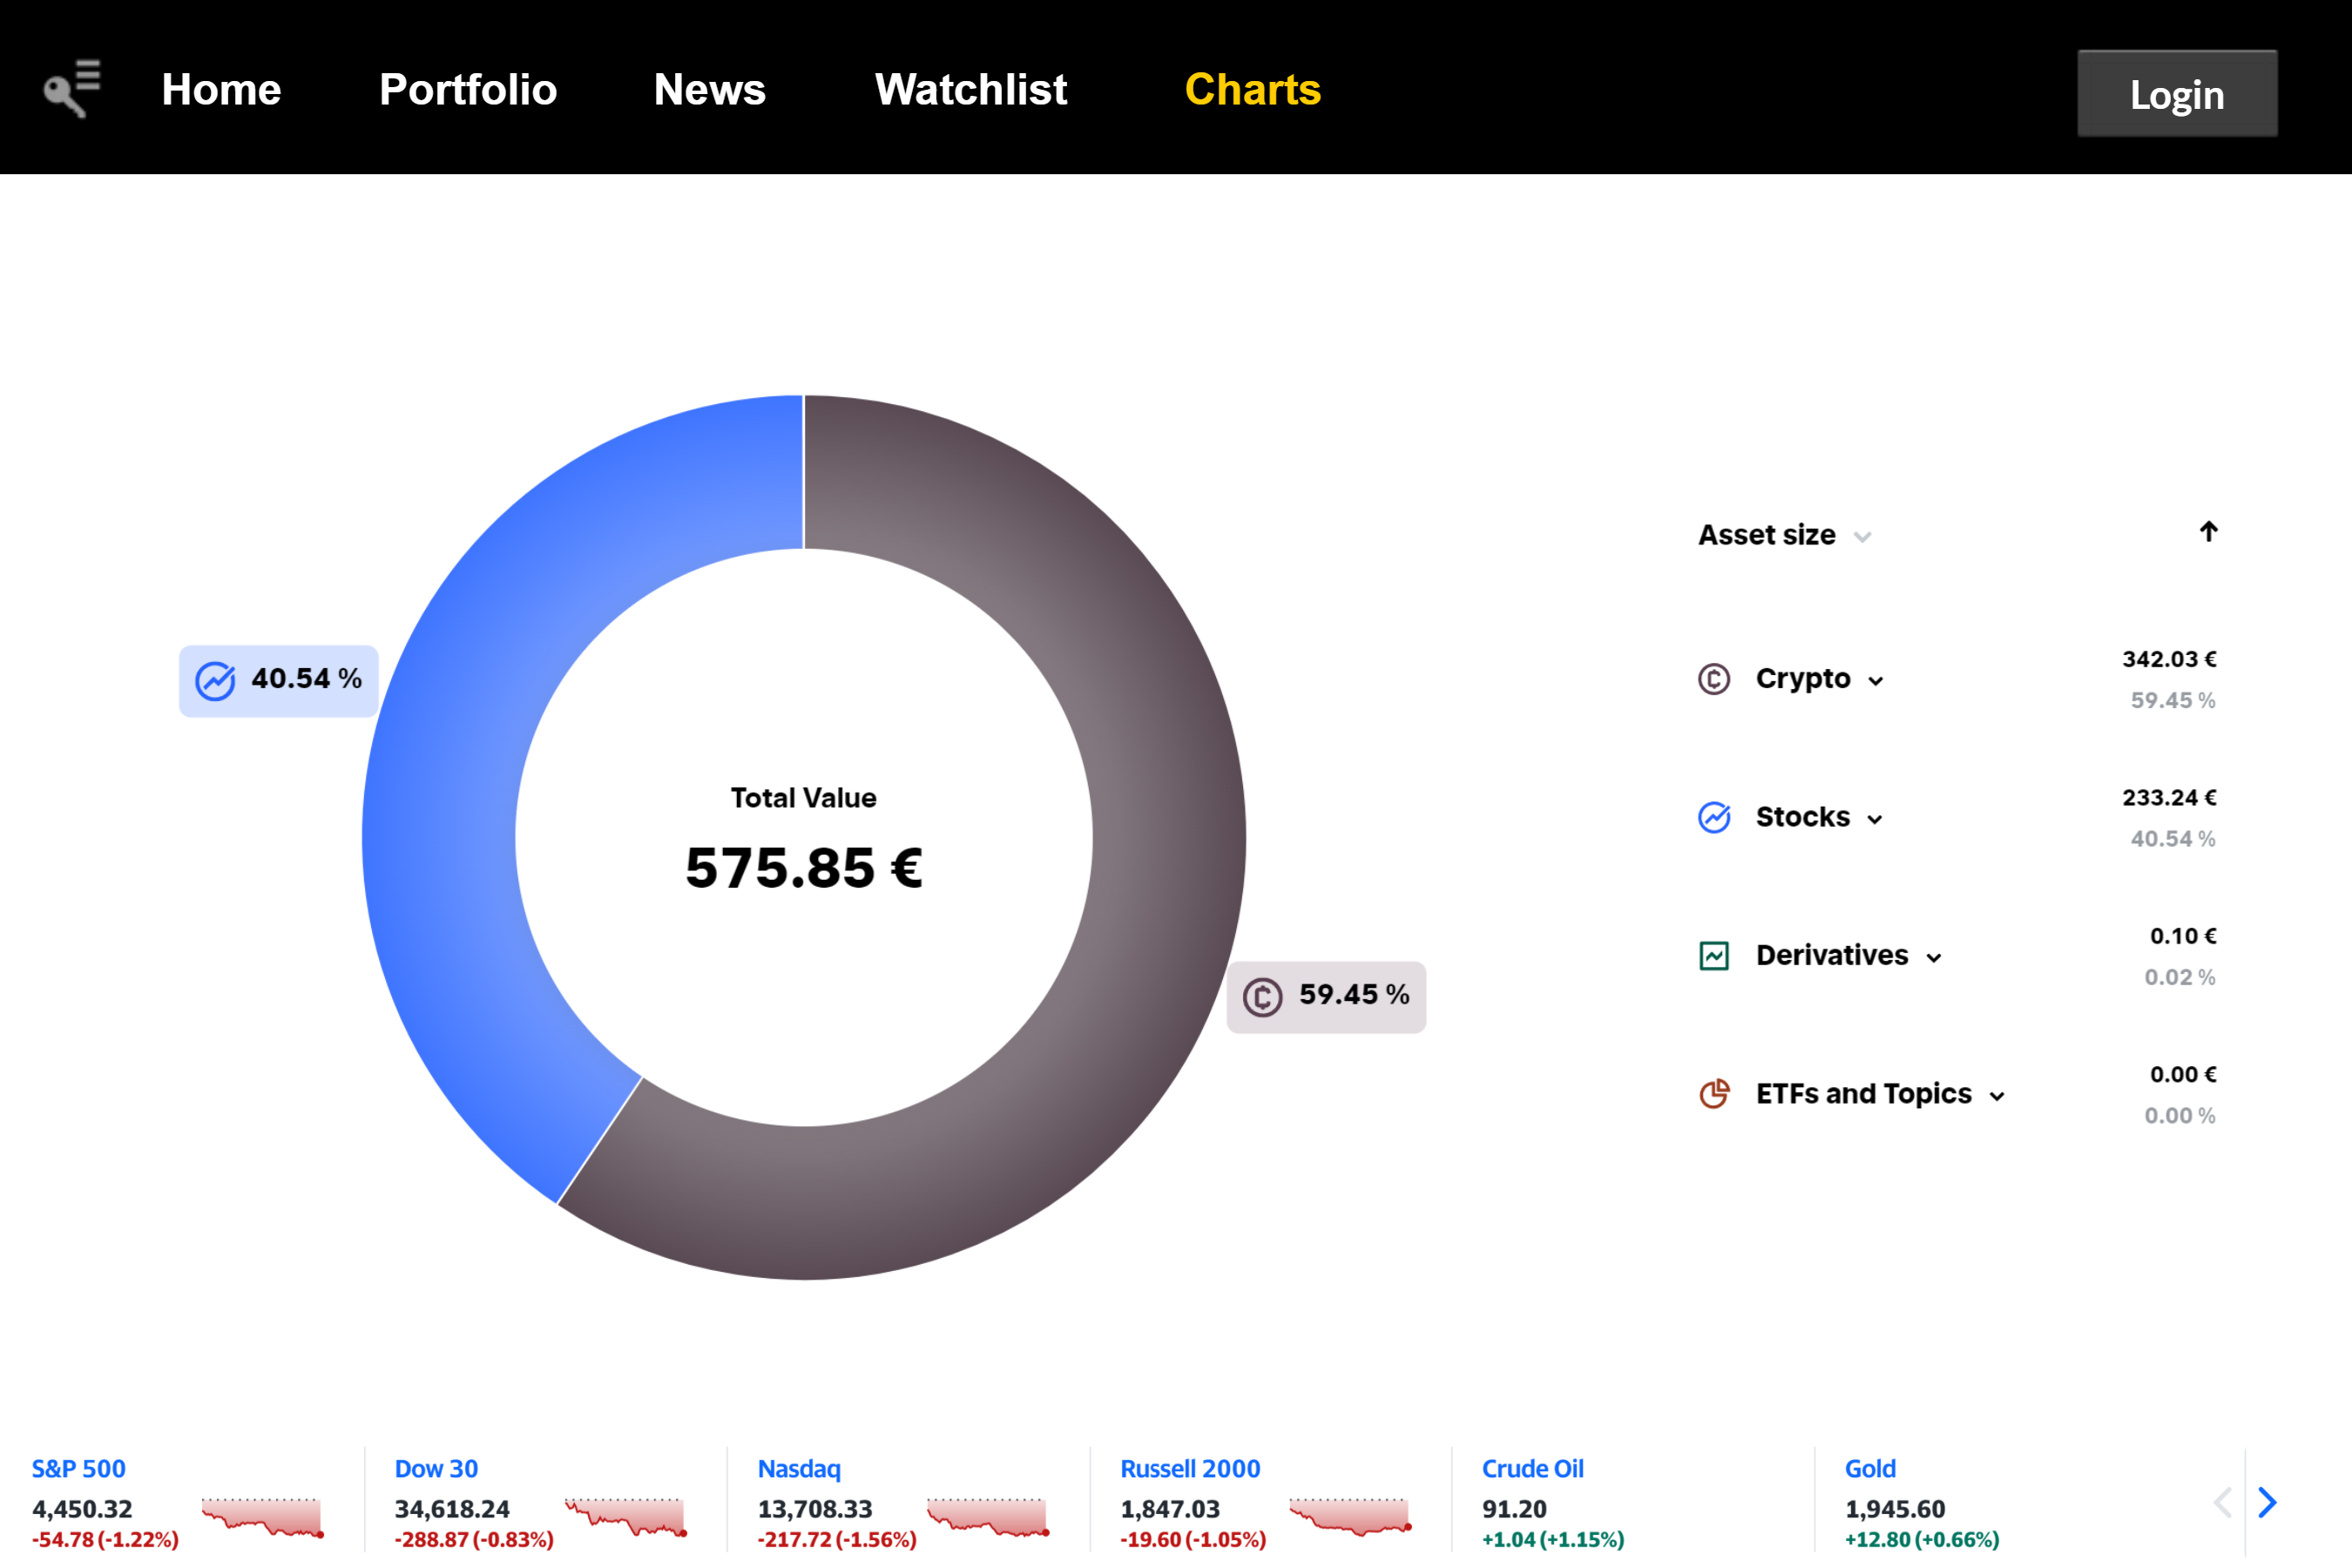 Home Portfolio News Watchlist Charts Login
Asset size
40.54 %
Crypto 342.03 €
59.45 %
Total Value
575.85 €
Stocks 233.24 €
40.54 %
59.45 %
Derivatives 0.10 €
0.02 %
ETFs and Topics 0.00 €
0.00 %
S&P 500 Dow 30 Nasdaq Russell 2000 Crude Oil Gold
4,450.32 34,618.24 13,708.33 1,847.03 91.20 1,945.60
-54.78 (-1.22%) -288.87 (-0.83%) -217.72 (-1.56%) -19.60 (-1.05%) +1.04 (+1.15%) +12.80 (+0.66%)